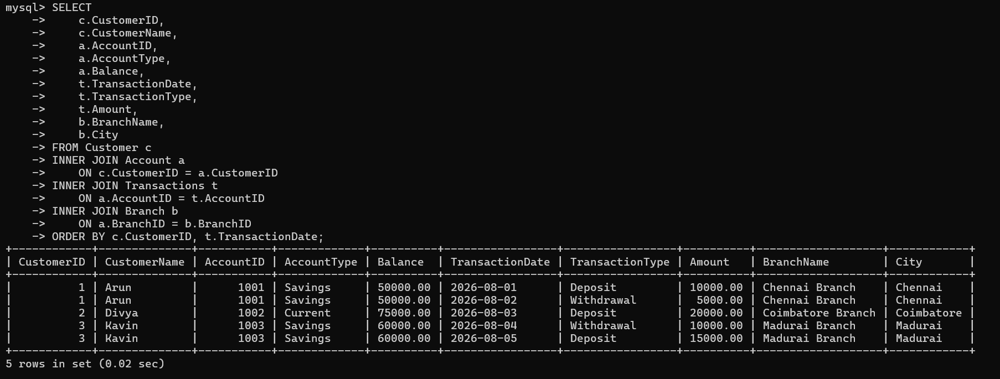 mysql> SELECT
    ->     c.CustomerID,
    ->     c.CustomerName,
    ->     a.AccountID,
    ->     a.AccountType,
    ->     a.Balance,
    ->     t.TransactionDate,
    ->     t.TransactionType,
    ->     t.Amount,
    ->     b.BranchName,
    ->     b.City
    -> FROM Customer c
    -> INNER JOIN Account a
    ->     ON c.CustomerID = a.CustomerID
    -> INNER JOIN Transactions t
    ->     ON a.AccountID = t.AccountID
    -> INNER JOIN Branch b
    ->     ON a.BranchID = b.BranchID
    -> ORDER BY c.CustomerID, t.TransactionDate;
+------------+--------------+-----------+-------------+----------+-----------------+-----------------+----------+-------------------+------------+
| CustomerID | CustomerName | AccountID | AccountType | Balance  | TransactionDate | TransactionType | Amount   | BranchName        | City       |
+------------+--------------+-----------+-------------+----------+-----------------+-----------------+----------+-------------------+------------+
|          1 | Arun         |      1001 | Savings     | 50000.00 | 2026-08-01      | Deposit         | 10000.00 | Chennai Branch    | Chennai    |
|          1 | Arun         |      1001 | Savings     | 50000.00 | 2026-08-02      | Withdrawal      |  5000.00 | Chennai Branch    | Chennai    |
|          2 | Divya        |      1002 | Current     | 75000.00 | 2026-08-03      | Deposit         | 20000.00 | Coimbatore Branch | Coimbatore |
|          3 | Kavin        |      1003 | Savings     | 60000.00 | 2026-08-04      | Withdrawal      | 10000.00 | Madurai Branch    | Madurai    |
|          3 | Kavin        |      1003 | Savings     | 60000.00 | 2026-08-05      | Deposit         | 15000.00 | Madurai Branch    | Madurai    |
+------------+--------------+-----------+-------------+----------+-----------------+-----------------+----------+-------------------+------------+
5 rows in set (0.02 sec)